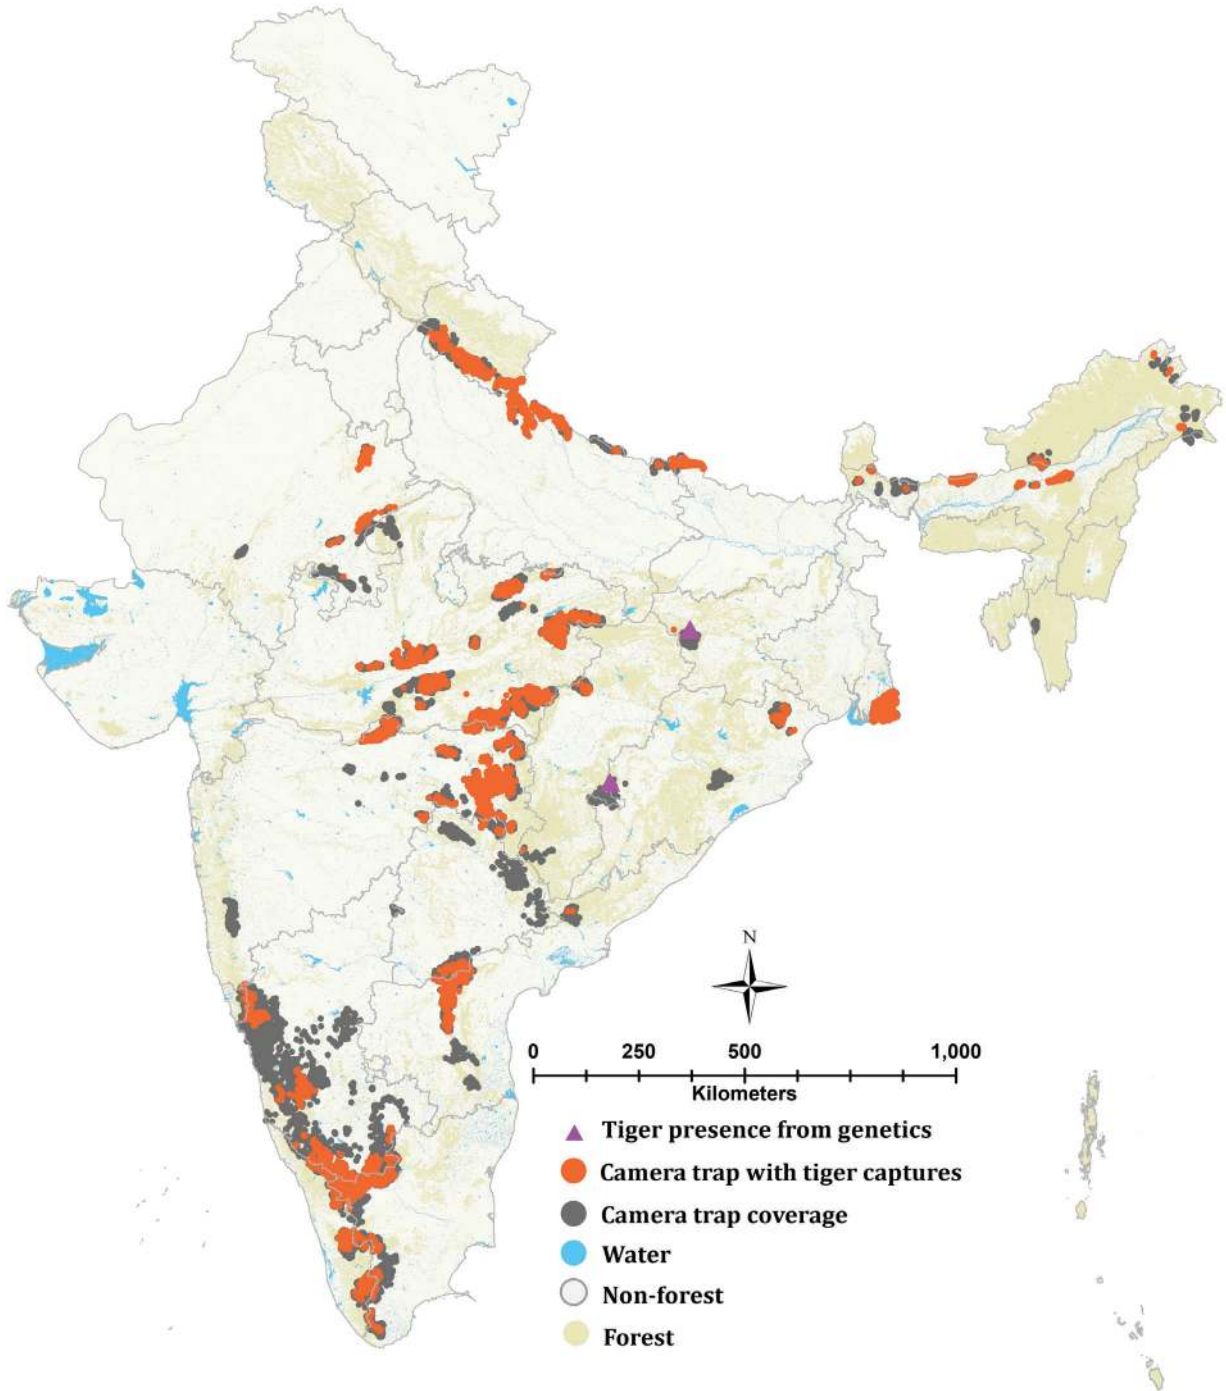 N
0 250 500 1,000
Kilometers
Tiger presence from genetics
Camera trap with tiger captures
Camera trap coverage
Water
Non-forest
Forest